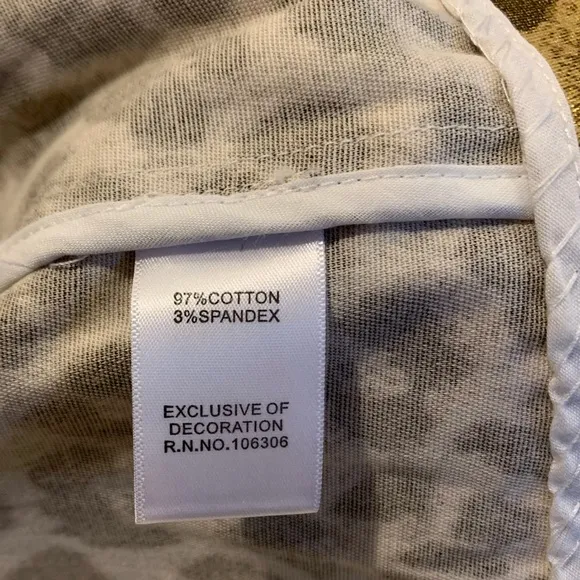 97%COTTON
3%SPANDEX
EXCLUSIVE OF
DECORATION
R.N.NO.106306